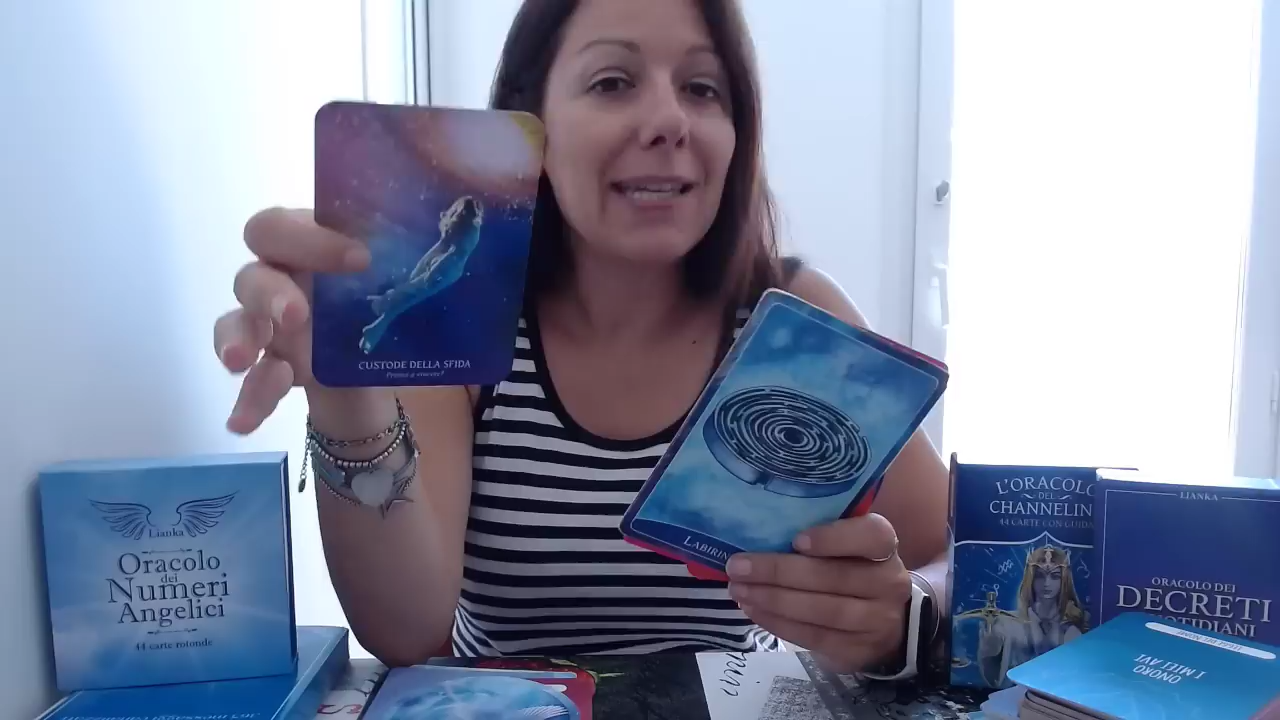 CUSTODE DELLA SFIDA
Pronto a vincere?
LABIRIN
Lianka
Oracolo
dei
Numeri
Angelici
44 carte rotonde
L'ORACOLO
DEL
CHANNELIN
44 CARTE CON GUIDA
LIANKA
ORACOLO DEI
DECRETI
OTIDIANI
ONORO
I MIEI AVI